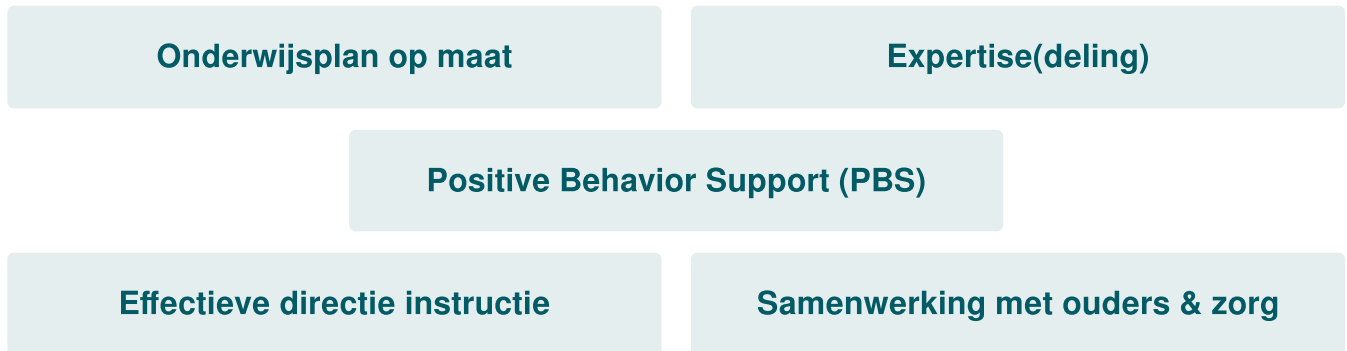 Onderwijsplan op maat
Expertise(deling)
Positive Behavior Support (PBS)
Effectieve directie instructie
Samenwerking met ouders & zorg